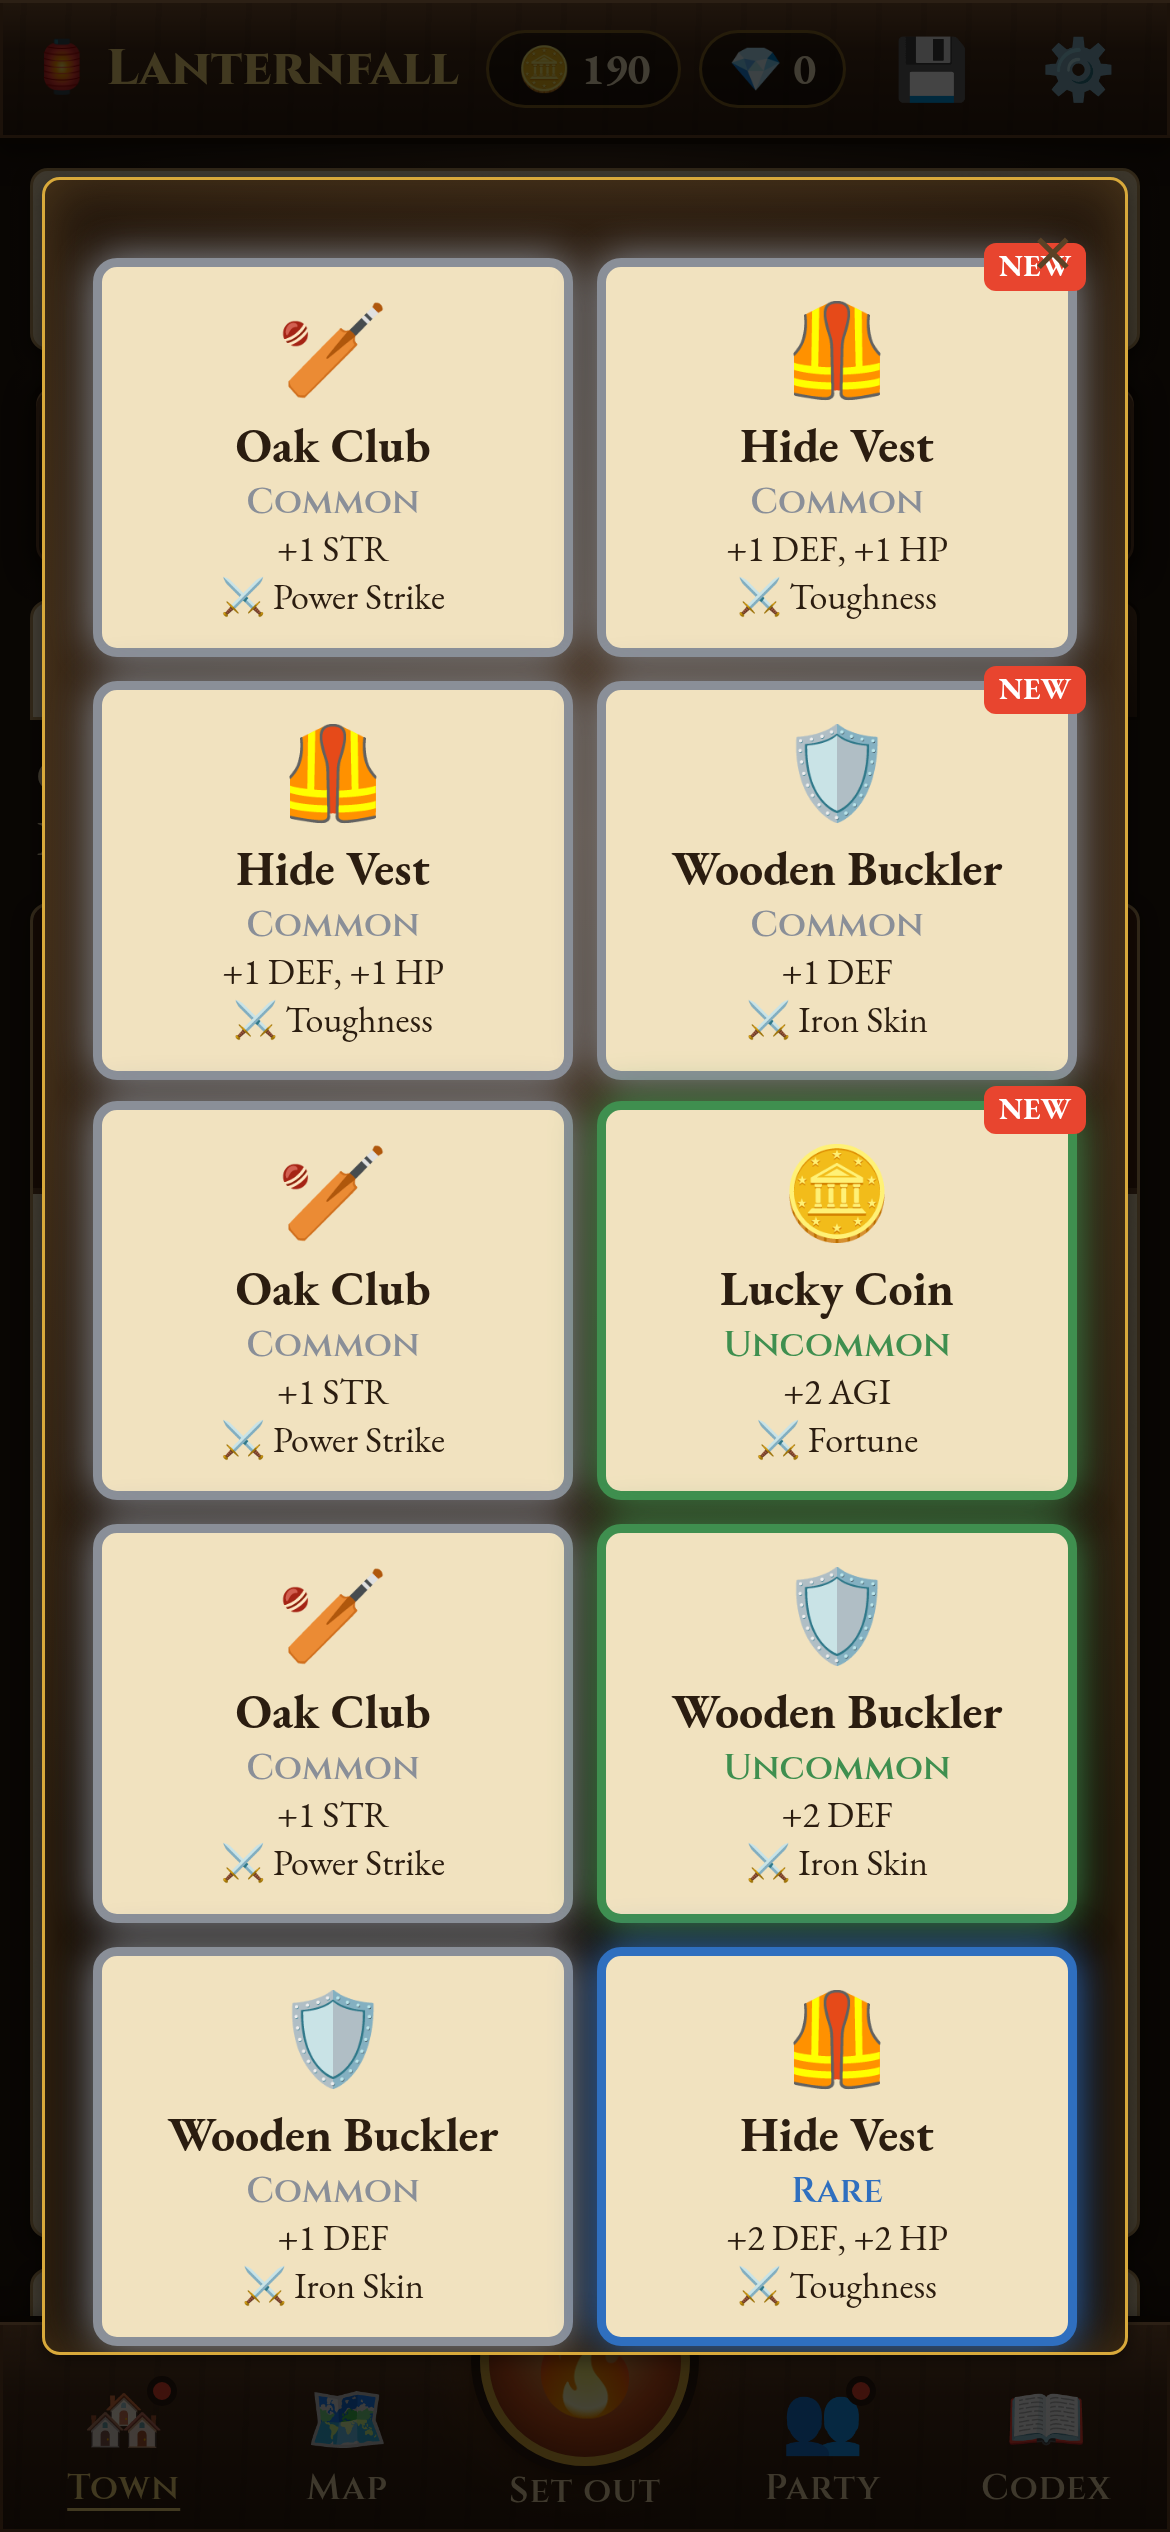 LANTERNFALL
190
0
NEW
Oak Club
COMMON
+1 STR
Power Strike
Hide Vest
COMMON
+1 DEF, +1 HP
Toughness
NEW
Hide Vest
COMMON
+1 DEF, +1 HP
Toughness
Wooden Buckler
COMMON
+1 DEF
Iron Skin
NEW
Oak Club
COMMON
+1 STR
Power Strike
Lucky Coin
UNCOMMON
+2 AGI
Fortune
Oak Club
COMMON
+1 STR
Power Strike
Wooden Buckler
UNCOMMON
+2 DEF
Iron Skin
Wooden Buckler
COMMON
+1 DEF
Iron Skin
Hide Vest
RARE
+2 DEF, +2 HP
Toughness
TOWN
MAP
SET OUT
PARTY
CODEX